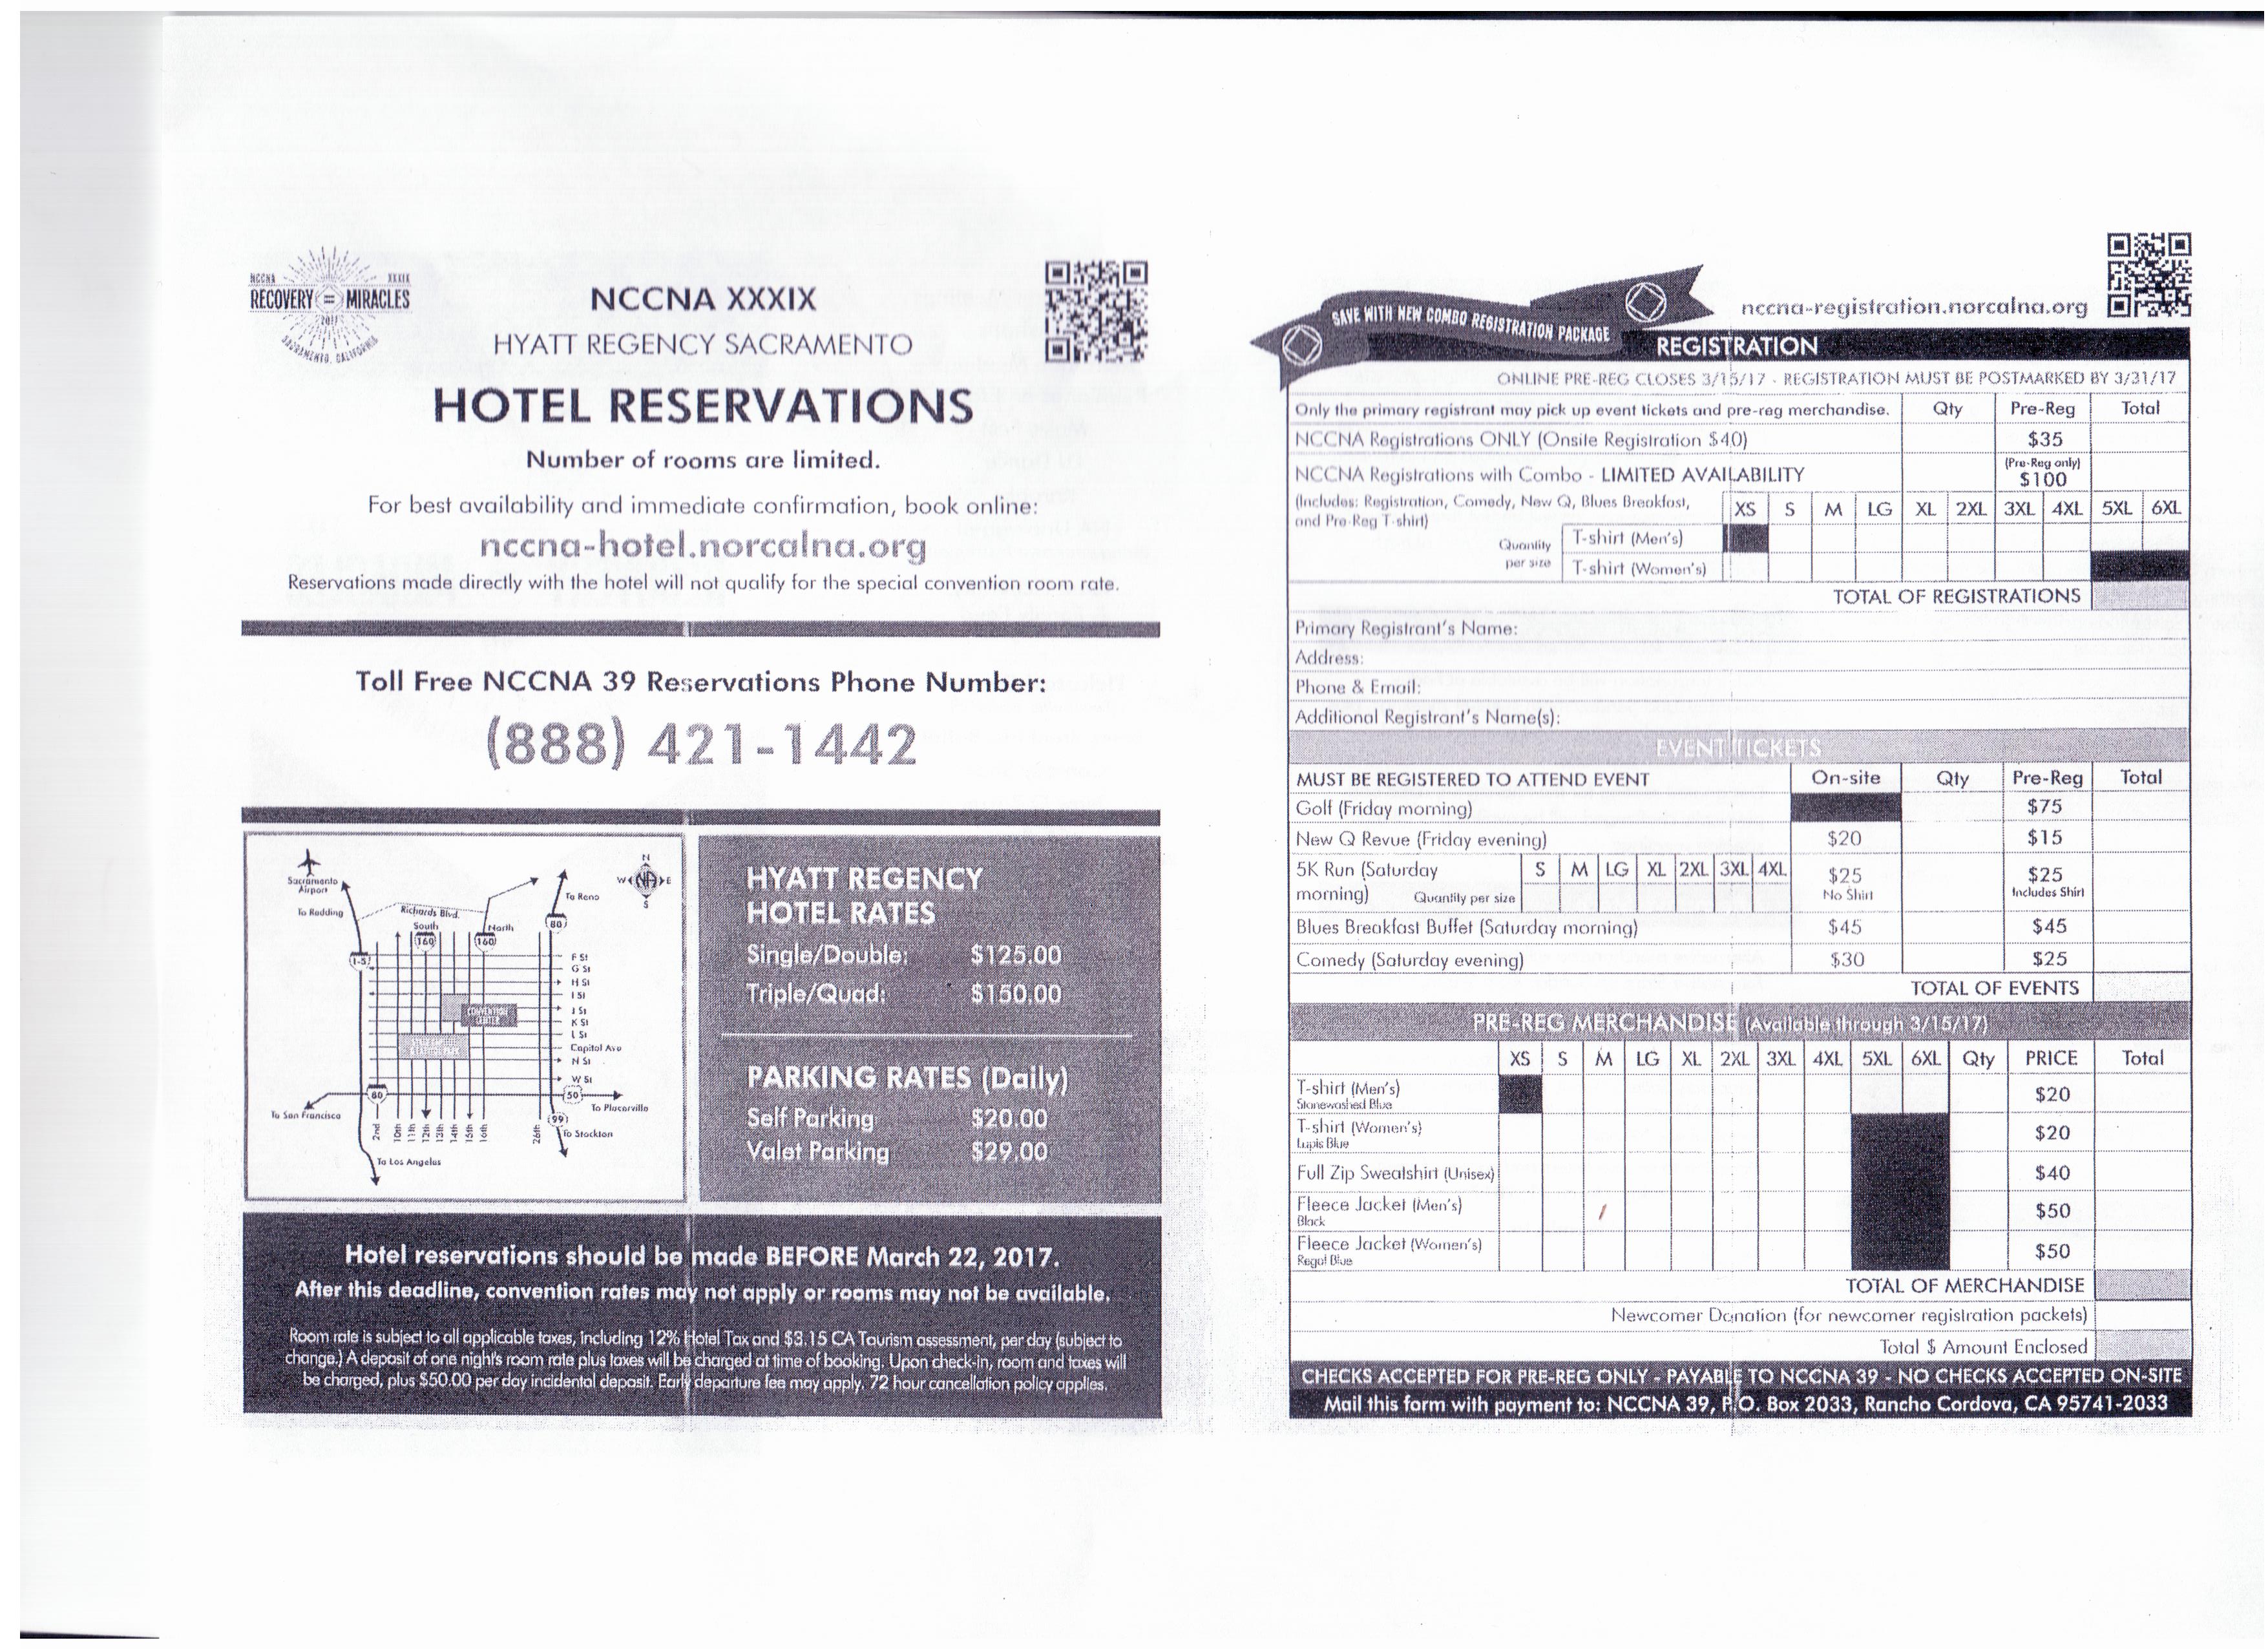 NCCNA XXXIX
RECOVERY = MIRACLES
2017
SACRAMENTO, CALIFORNIA
NCCNA XXXIX
HYATT REGENCY SACRAMENTO
HOTEL RESERVATIONS
Number of rooms are limited.
For best availability and immediate confirmation, book online:
nccna-hotel.norcalna.org
Reservations made directly with the hotel will not qualify for the special convention room rate.
Toll Free NCCNA 39 Reservations Phone Number:
(888) 421-1442
N
W NA E
S
Sacramento
Airport
To Redding
Richards Blvd.
To Reno
South
North
160
160
80
I-5
F St
G St
H St
I St
J St
K St
L St
Capitol Ave
N St
W St
CONVENTION
CENTER
80
50
99
To San Francisco
To Placerville
To Stockton
To Los Angeles
2nd
10th
11th
12th
13th
14th
15th
16th
26th
HYATT REGENCY
HOTEL RATES
Single/Double: $125.00
Triple/Quad: $150.00
PARKING RATES (Daily)
Self Parking $20.00
Valet Parking $29.00
Hotel reservations should be made BEFORE March 22, 2017.
After this deadline, convention rates may not apply or rooms may not be available.
Room rate is subject to all applicable taxes, including 12% Hotel Tax and $3.15 CA Tourism assessment, per day (subject to
change.) A deposit of one night's room rate plus taxes will be charged at time of booking. Upon check-in, room and taxes will
be charged, plus $50.00 per day incidental deposit. Early departure fee may apply. 72 hour cancellation policy applies.
SAVE WITH NEW COMBO REGISTRATION PACKAGE
nccna-registration.norcalna.org
REGISTRATION
ONLINE PRE-REG CLOSES 3/15/17 - REGISTRATION MUST BE POSTMARKED BY 3/31/17
Only the primary registrant may pick up event tickets and pre-reg merchandise. Qty Pre-Reg Total
NCCNA Registrations ONLY (Onsite Registration $40) $35
NCCNA Registrations with Combo - LIMITED AVAILABILITY (Pre-Reg only) $100
(Includes: Registration, Comedy, New Q, Blues Breakfast,
and Pre-Reg T-shirt)
XS S M LG XL 2XL 3XL 4XL 5XL 6XL
Quantity
per size
T-shirt (Men's)
T-shirt (Women's)
TOTAL OF REGISTRATIONS
Primary Registrant's Name:
Address:
Phone & Email:
Additional Registrant's Name(s):
EVENT TICKETS
MUST BE REGISTERED TO ATTEND EVENT On-site Qty Pre-Reg Total
Golf (Friday morning) $75
New Q Revue (Friday evening) $20 $15
5K Run (Saturday
morning) Quantity per size
S M LG XL 2XL 3XL 4XL
$25
No Shirt
$25
Includes Shirt
Blues Breakfast Buffet (Saturday morning) $45 $45
Comedy (Saturday evening) $30 $25
TOTAL OF EVENTS
PRE-REG MERCHANDISE (Available through 3/15/17)
XS S M LG XL 2XL 3XL 4XL 5XL 6XL Qty PRICE Total
T-shirt (Men's) $20
Stonewashed Blue
T-shirt (Women's) $20
Lapis Blue
Full Zip Sweatshirt (Unisex) $40
Fleece Jacket (Men's) / $50
Black
Fleece Jacket (Women's) $50
Regal Blue
TOTAL OF MERCHANDISE
Newcomer Donation (for newcomer registration packets)
Total $ Amount Enclosed
CHECKS ACCEPTED FOR PRE-REG ONLY - PAYABLE TO NCCNA 39 - NO CHECKS ACCEPTED ON-SITE
Mail this form with payment to: NCCNA 39, P.O. Box 2033, Rancho Cordova, CA 95741-2033